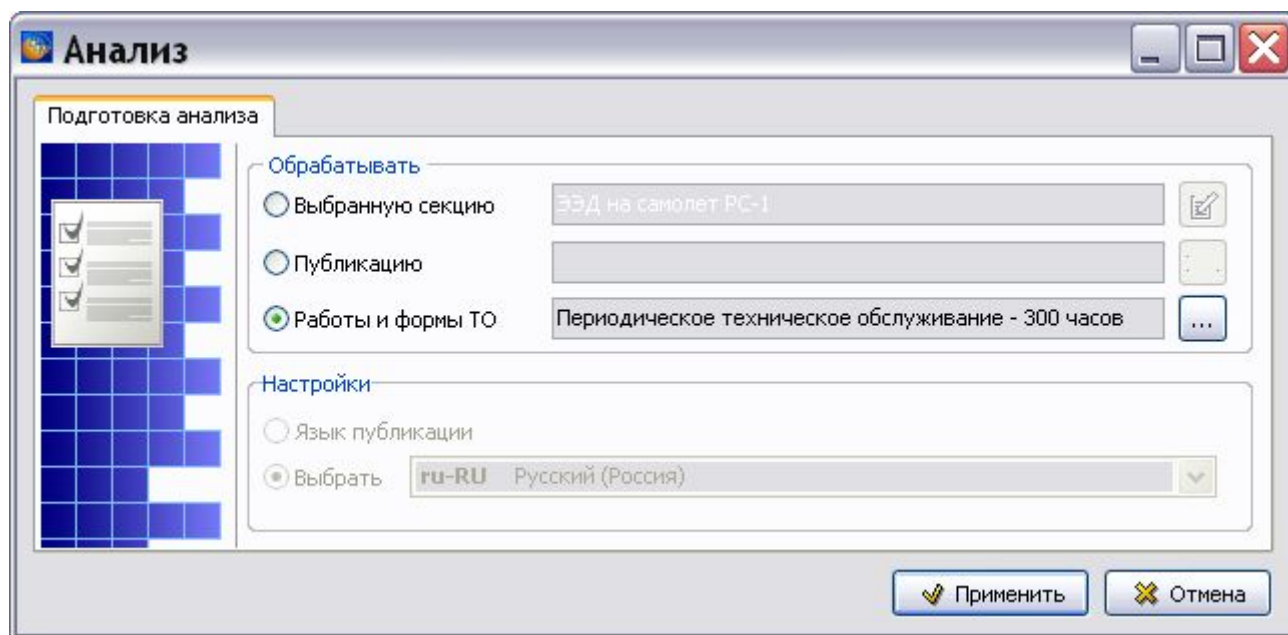 Анализ
Подготовка анализа
Обрабатывать
Выбранную секцию ЭЭД на самолет РС-1
Публикацию
Работы и формы ТО Периодическое техническое обслуживание - 300 часов ...
Настройки
Язык публикации
Выбрать ru-RU Русский (Россия)
Применить Отмена